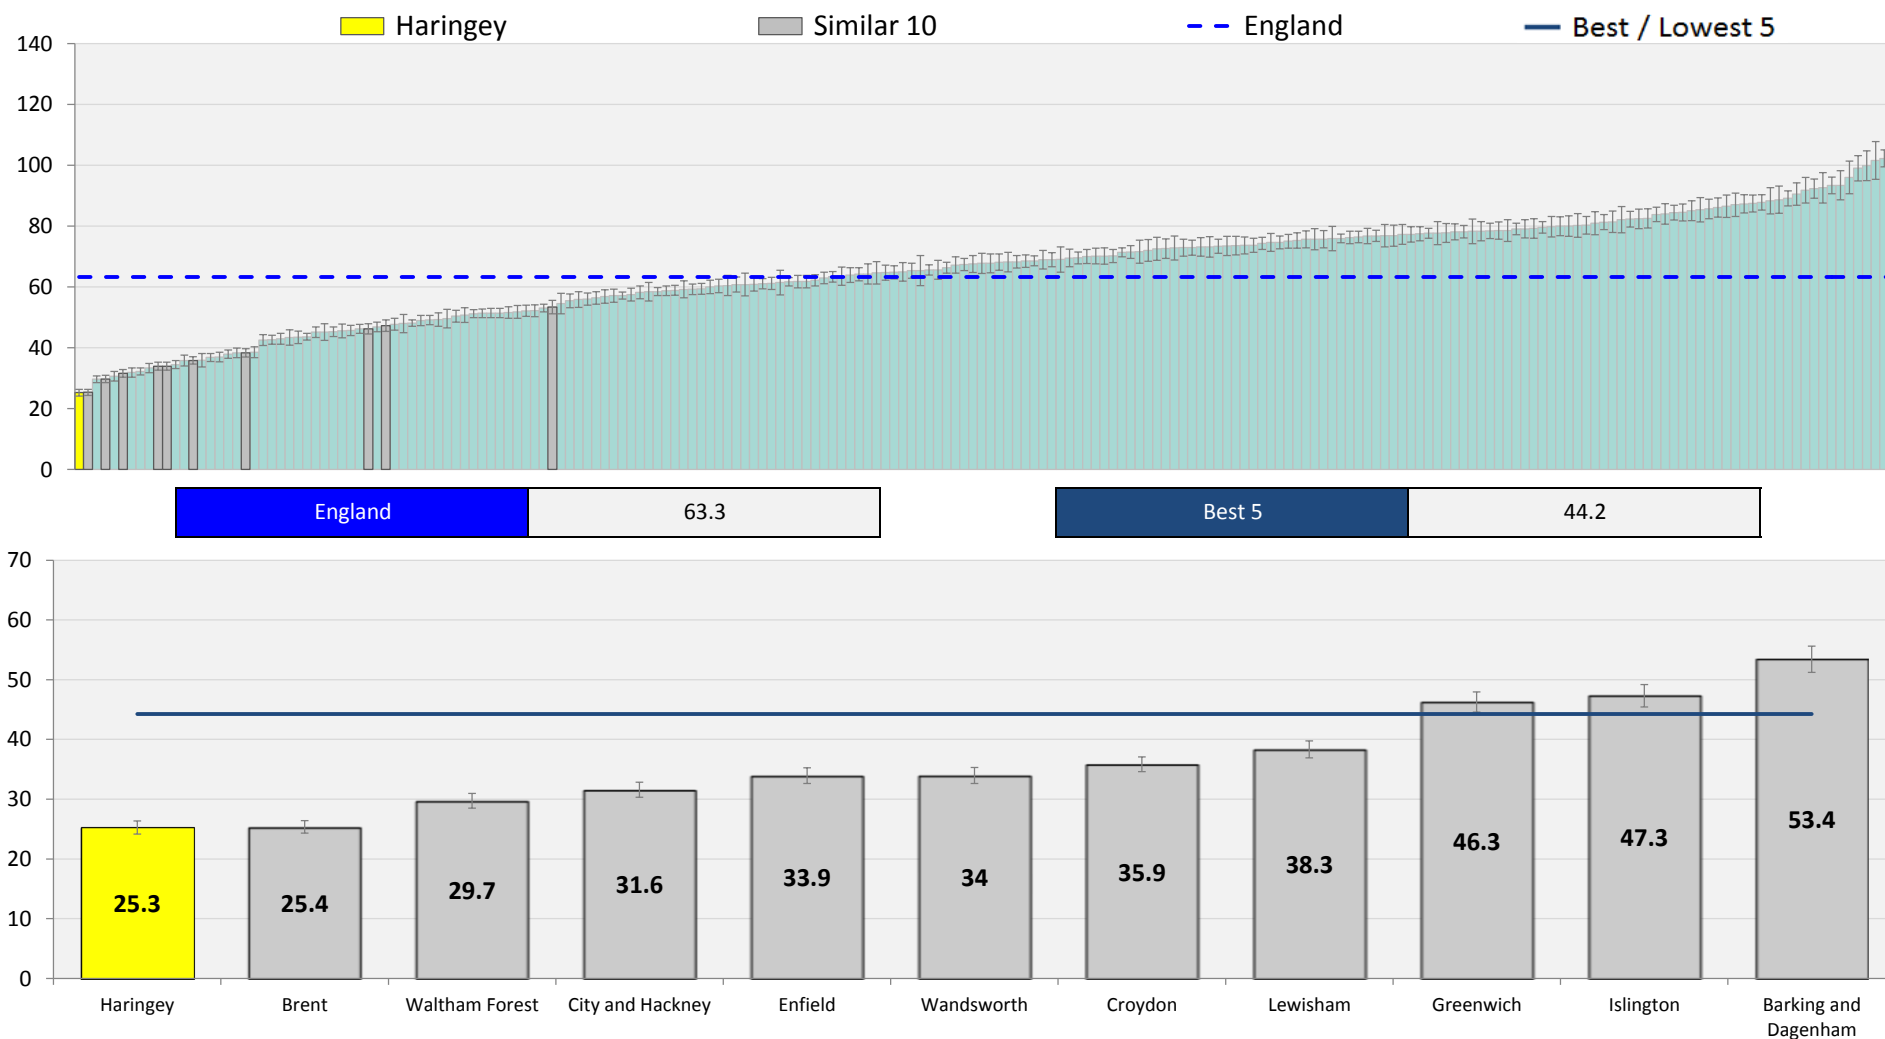 Haringey
Similar 10
England
Best / Lowest 5
140
120
100
80
60
40
20
0
England
63.3
Best 5
44.2
70
60
50
40
30
20
10
0
25.3
25.4
29.7
31.6
33.9
34
35.9
38.3
46.3
47.3
53.4
Haringey
Brent
Waltham Forest
City and Hackney
Enfield
Wandsworth
Croydon
Lewisham
Greenwich
Islington
Barking and
Dagenham